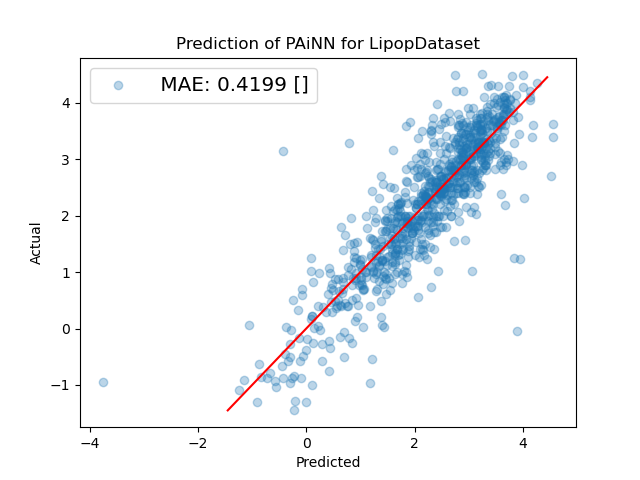 Prediction of PAiNN for LipopDataset
MAE: 0.4199 []
4
3
2
1
0
−1
Actual
−4
−2
0
2
4
Predicted